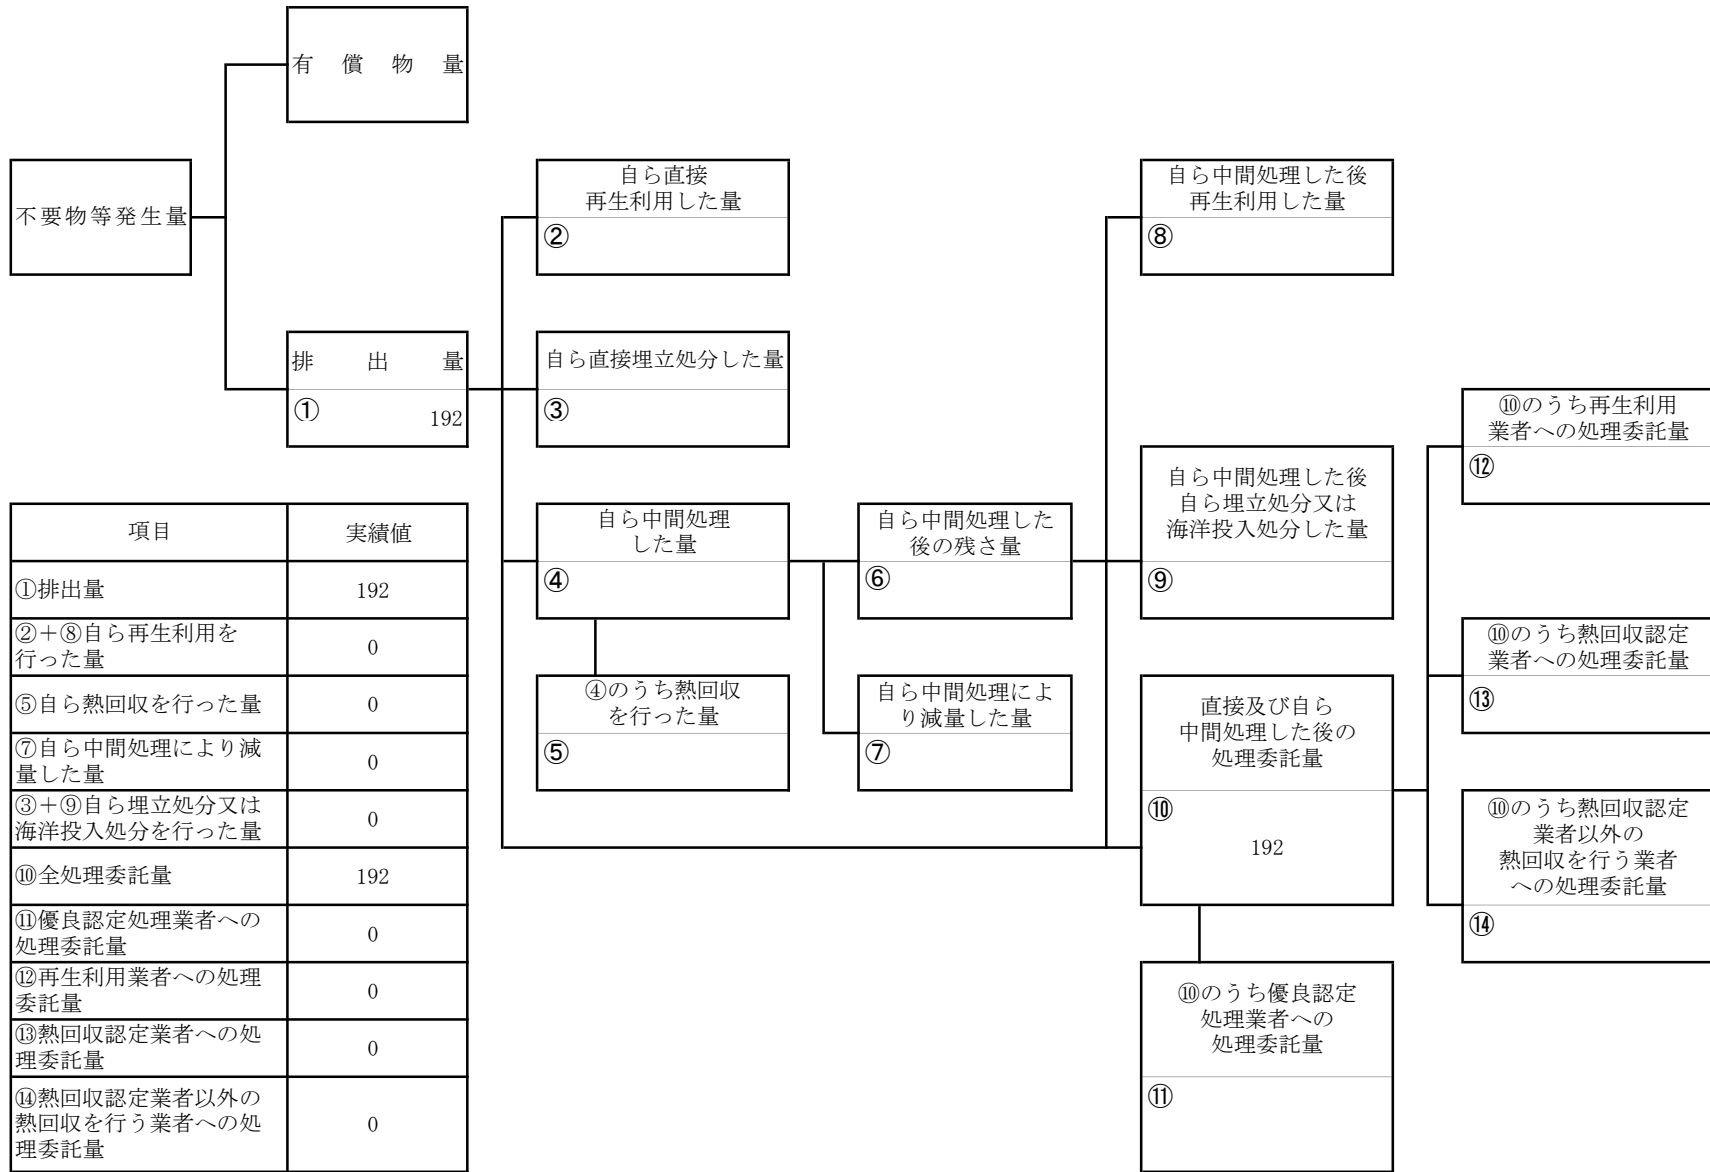 有償物量
不要物等発生量
排出量
①
192
自ら直接
再生利用した量
②
自ら直接埋立処分した量
③
自ら中間処理
した量
④
④のうち熱回収
を行った量
⑤
自ら中間処理した
後の残さ量
⑥
自ら中間処理によ
り減量した量
⑦
自ら中間処理した後
再生利用した量
⑧
自ら中間処理した後
自ら埋立処分又は
海洋投入処分した量
⑨
直接及び自ら
中間処理した後の
処理委託量
⑩
192
⑩のうち優良認定
処理業者への
処理委託量
⑪
⑩のうち再生利用
業者への処理委託量
⑫
⑩のうち熱回収認定
業者への処理委託量
⑬
⑩のうち熱回収認定
業者以外の
熱回収を行う業者
への処理委託量
⑭
項目 実績値
①排出量 192
②+⑧自ら再生利用を
行った量 0
⑤自ら熱回収を行った量 0
⑦自ら中間処理により減
量した量 0
③+⑨自ら埋立処分又は
海洋投入処分を行った量 0
⑩全処理委託量 192
⑪優良認定処理業者への
処理委託量 0
⑫再生利用業者への処理
委託量 0
⑬熱回収認定業者への処
理委託量 0
⑭熱回収認定業者以外の
熱回収を行う業者への処
理委託量 0